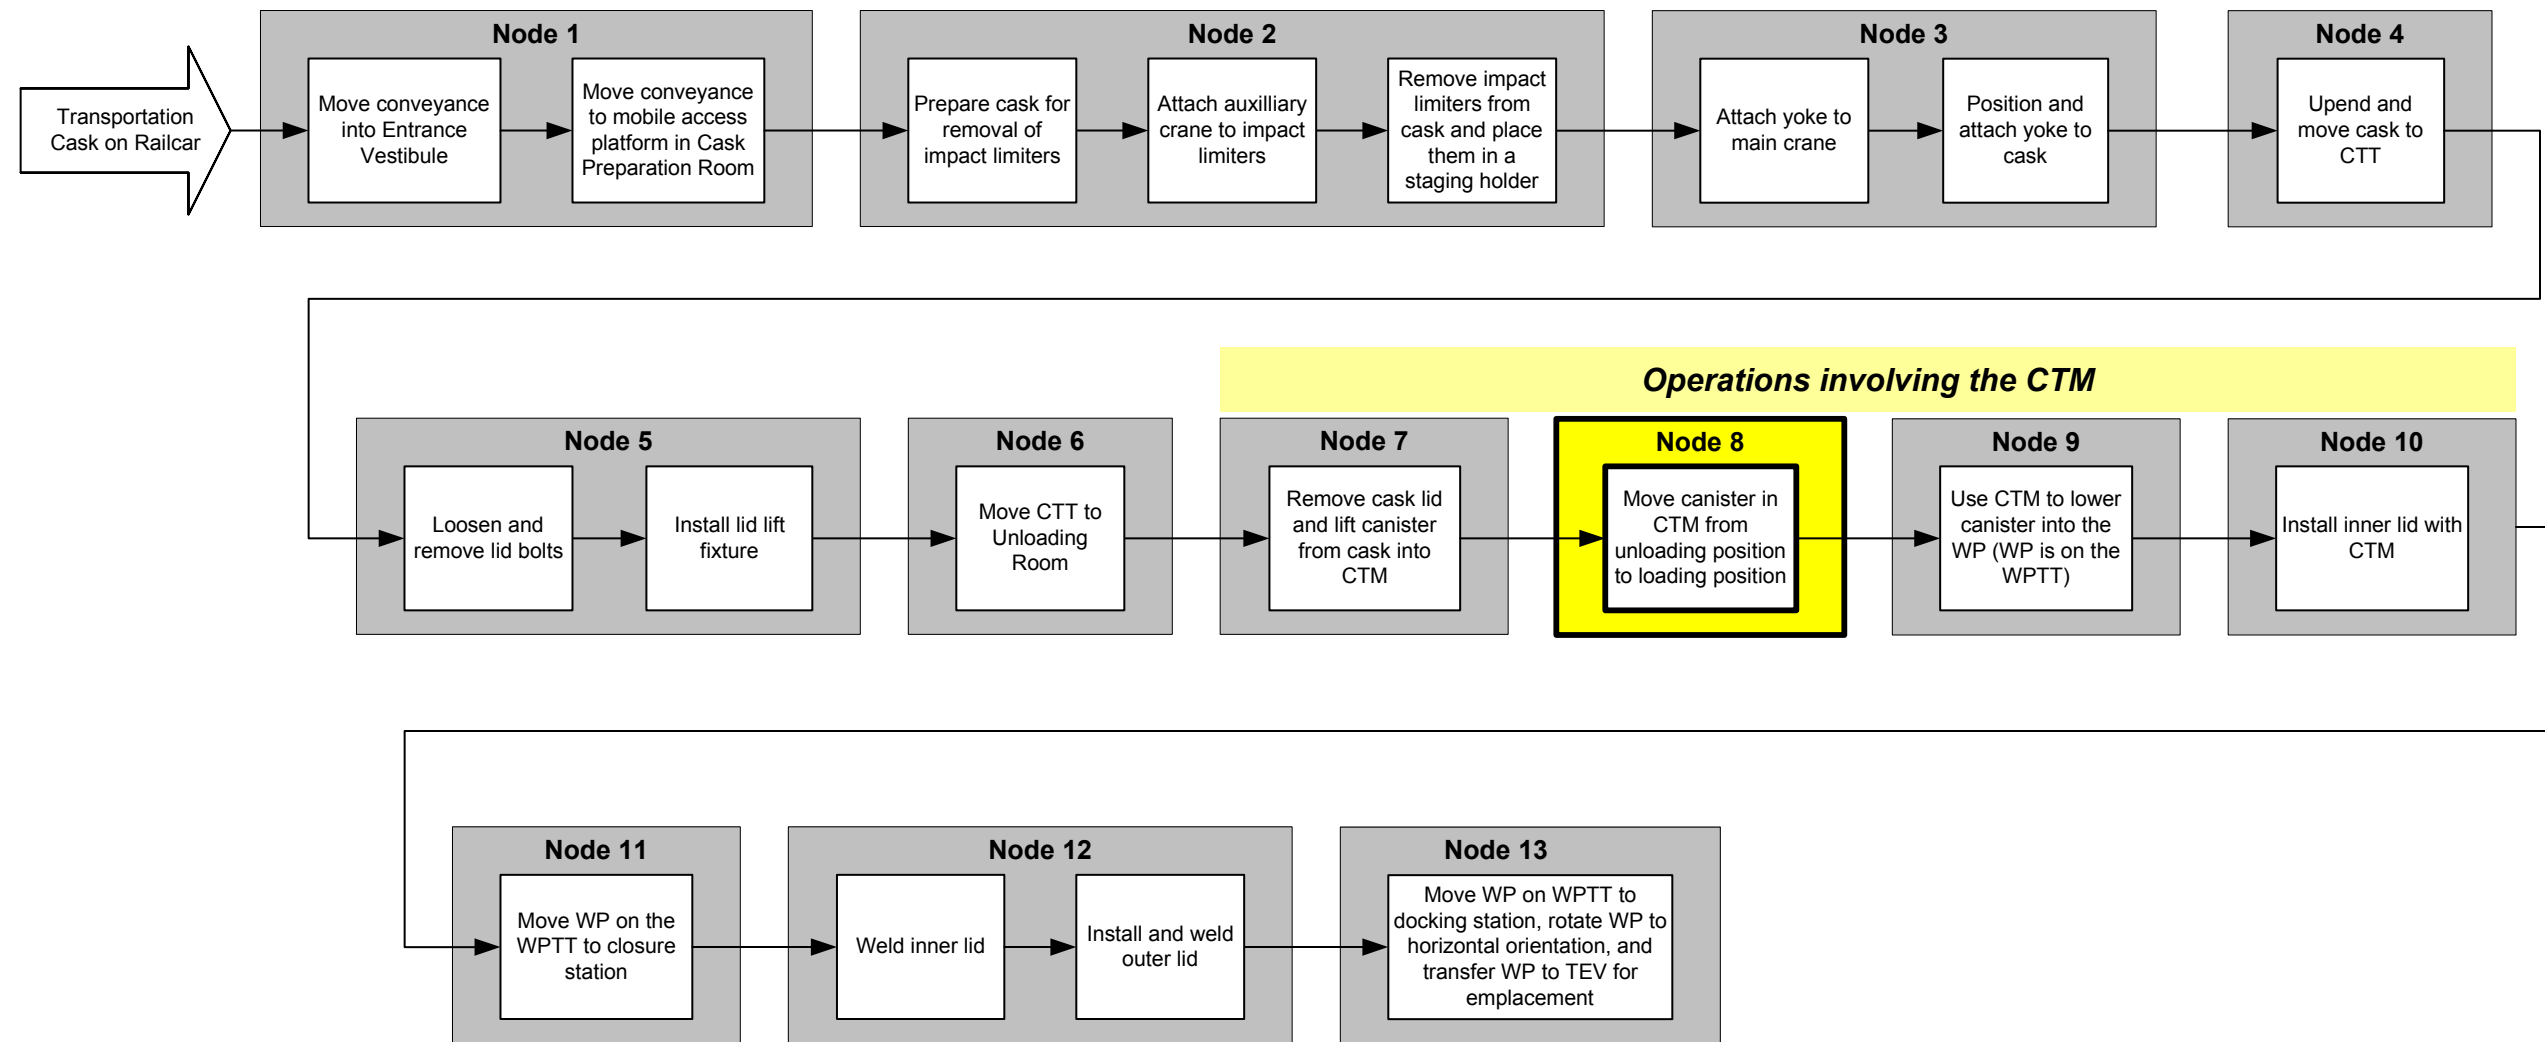 Transportation
Cask on Railcar
Node 1
Move conveyance
into Entrance
Vestibule
Move conveyance
to mobile access
platform in Cask
Preparation Room
Node 2
Prepare cask for
removal of
impact limiters
Attach auxilliary
crane to impact
limiters
Remove impact
limiters from
cask and place
them in a
staging holder
Node 3
Attach yoke to
main crane
Position and
attach yoke to
cask
Node 4
Upend and
move cask to
CTT
Operations involving the CTM
Node 5
Loosen and
remove lid bolts
Install lid lift
fixture
Node 6
Move CTT to
Unloading
Room
Node 7
Remove cask lid
and lift canister
from cask into
CTM
Node 8
Move canister in
CTM from
unloading position
to loading position
Node 9
Use CTM to lower
canister into the
WP (WP is on the
WPTT)
Node 10
Install inner lid with
CTM
Node 11
Move WP on the
WPTT to closure
station
Node 12
Weld inner lid
Install and weld
outer lid
Node 13
Move WP on WPTT to
docking station, rotate WP to
horizontal orientation, and
transfer WP to TEV for
emplacement